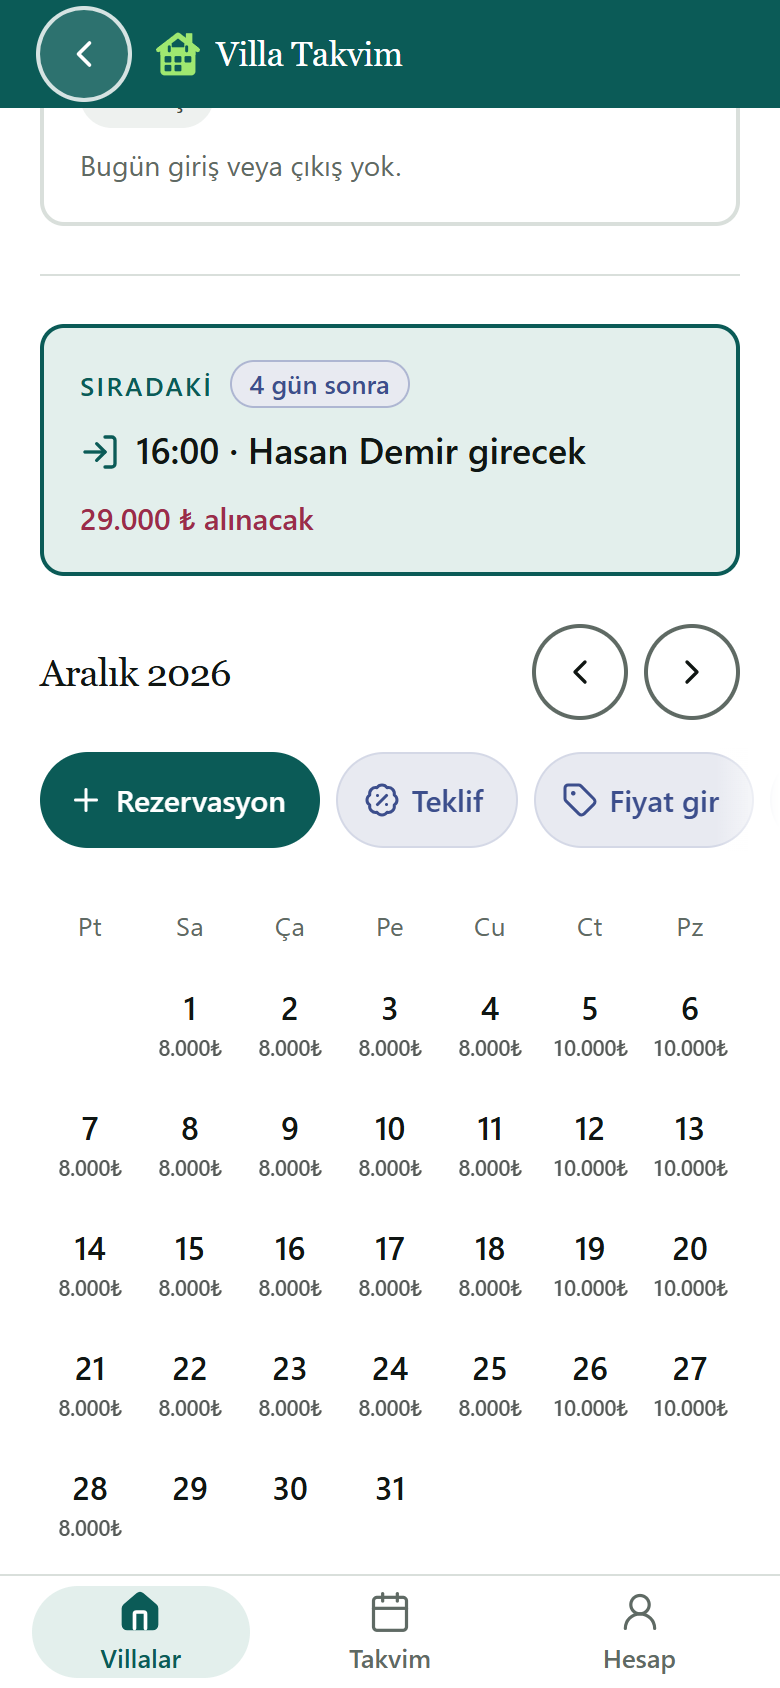 Villa Takvim
Bugün giriş veya çıkış yok.
SIRADAKİ 4 gün sonra
16:00 · Hasan Demir girecek
29.000 ₺ alınacak
Aralık 2026
+ Rezervasyon Teklif Fiyat gir
Pt Sa Ça Pe Cu Ct Pz
1 2 3 4 5 6
8.000₺ 8.000₺ 8.000₺ 8.000₺ 10.000₺ 10.000₺
7 8 9 10 11 12 13
8.000₺ 8.000₺ 8.000₺ 8.000₺ 8.000₺ 10.000₺ 10.000₺
14 15 16 17 18 19 20
8.000₺ 8.000₺ 8.000₺ 8.000₺ 8.000₺ 10.000₺ 10.000₺
21 22 23 24 25 26 27
8.000₺ 8.000₺ 8.000₺ 8.000₺ 8.000₺ 10.000₺ 10.000₺
28 29 30 31
8.000₺
Villalar Takvim Hesap